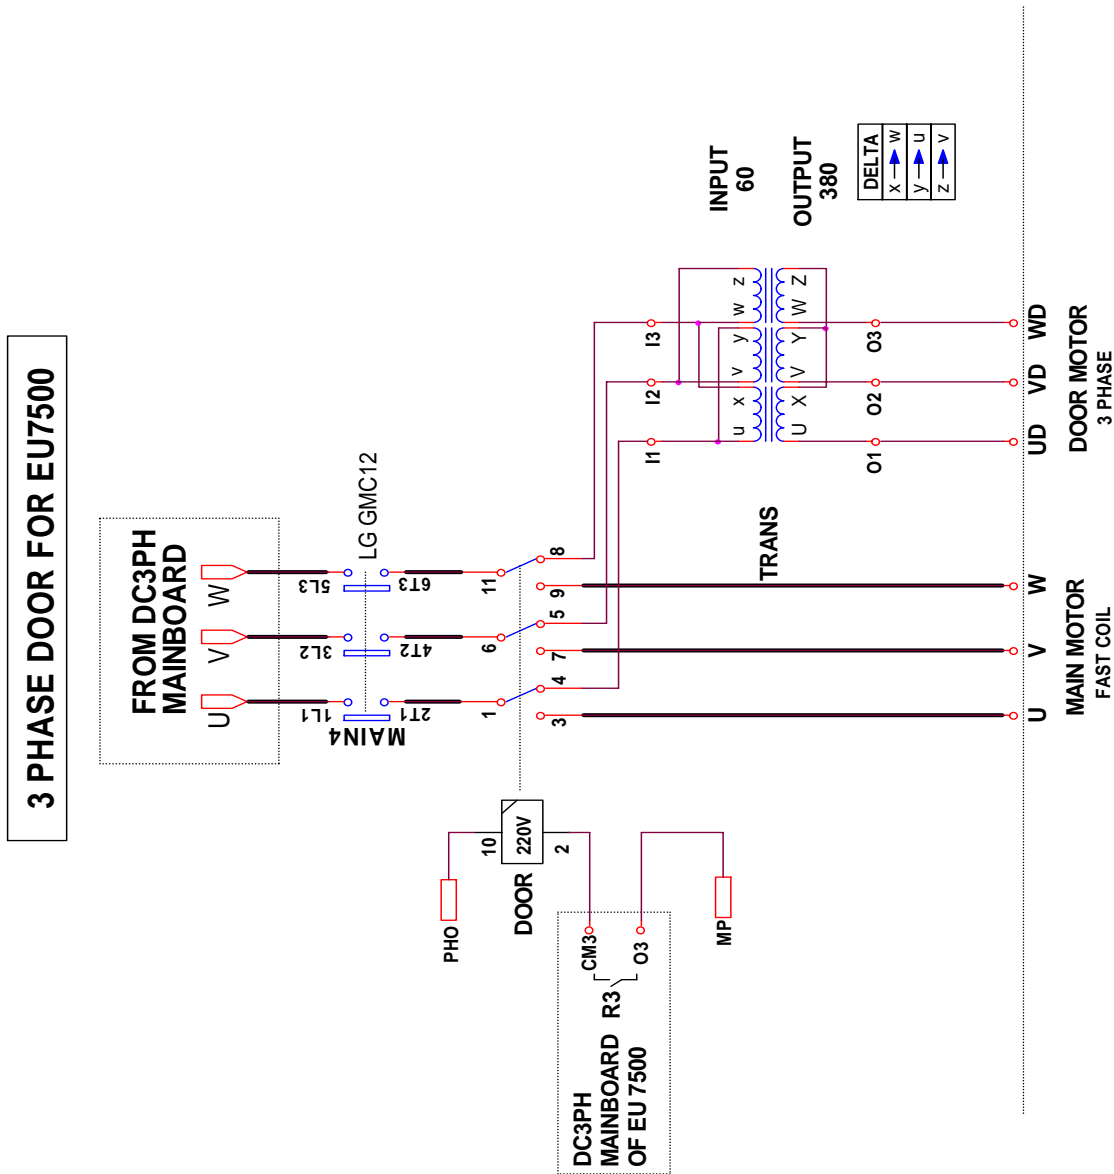 3 PHASE DOOR FOR EU7500
FROM DC3PH
MAINBOARD
U
V
W
1L1
3L2
5L3
LG GMC12
MAIN4
2T1
4T2
6T3
1
6
11
3
4
7
5
9
8
PHO
10
220V
2
DOOR
CM3
O3
R3
MP
DC3PH
MAINBOARD
OF EU 7500
I1
I2
I3
INPUT
60
u
x
v
y
w
z
U
X
V
Y
W
Z
OUTPUT
380
DELTA
x w
y u
z v
TRANS
O1
O2
O3
U
V
W
MAIN MOTOR
FAST COIL
UD
VD
WD
DOOR MOTOR
3 PHASE